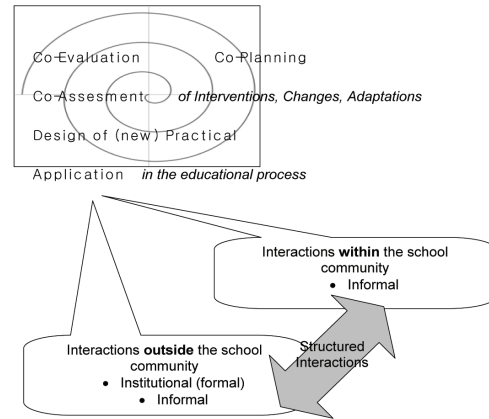 Co-Evaluation Co-Planning
Co-Assesment of Interventions, Changes, Adaptations
Design of (new) Practical
Application in the educational process
Interactions within the school
community
• Informal
Structured
Interactions
Interactions outside the school
community
• Institutional (formal)
• Informal